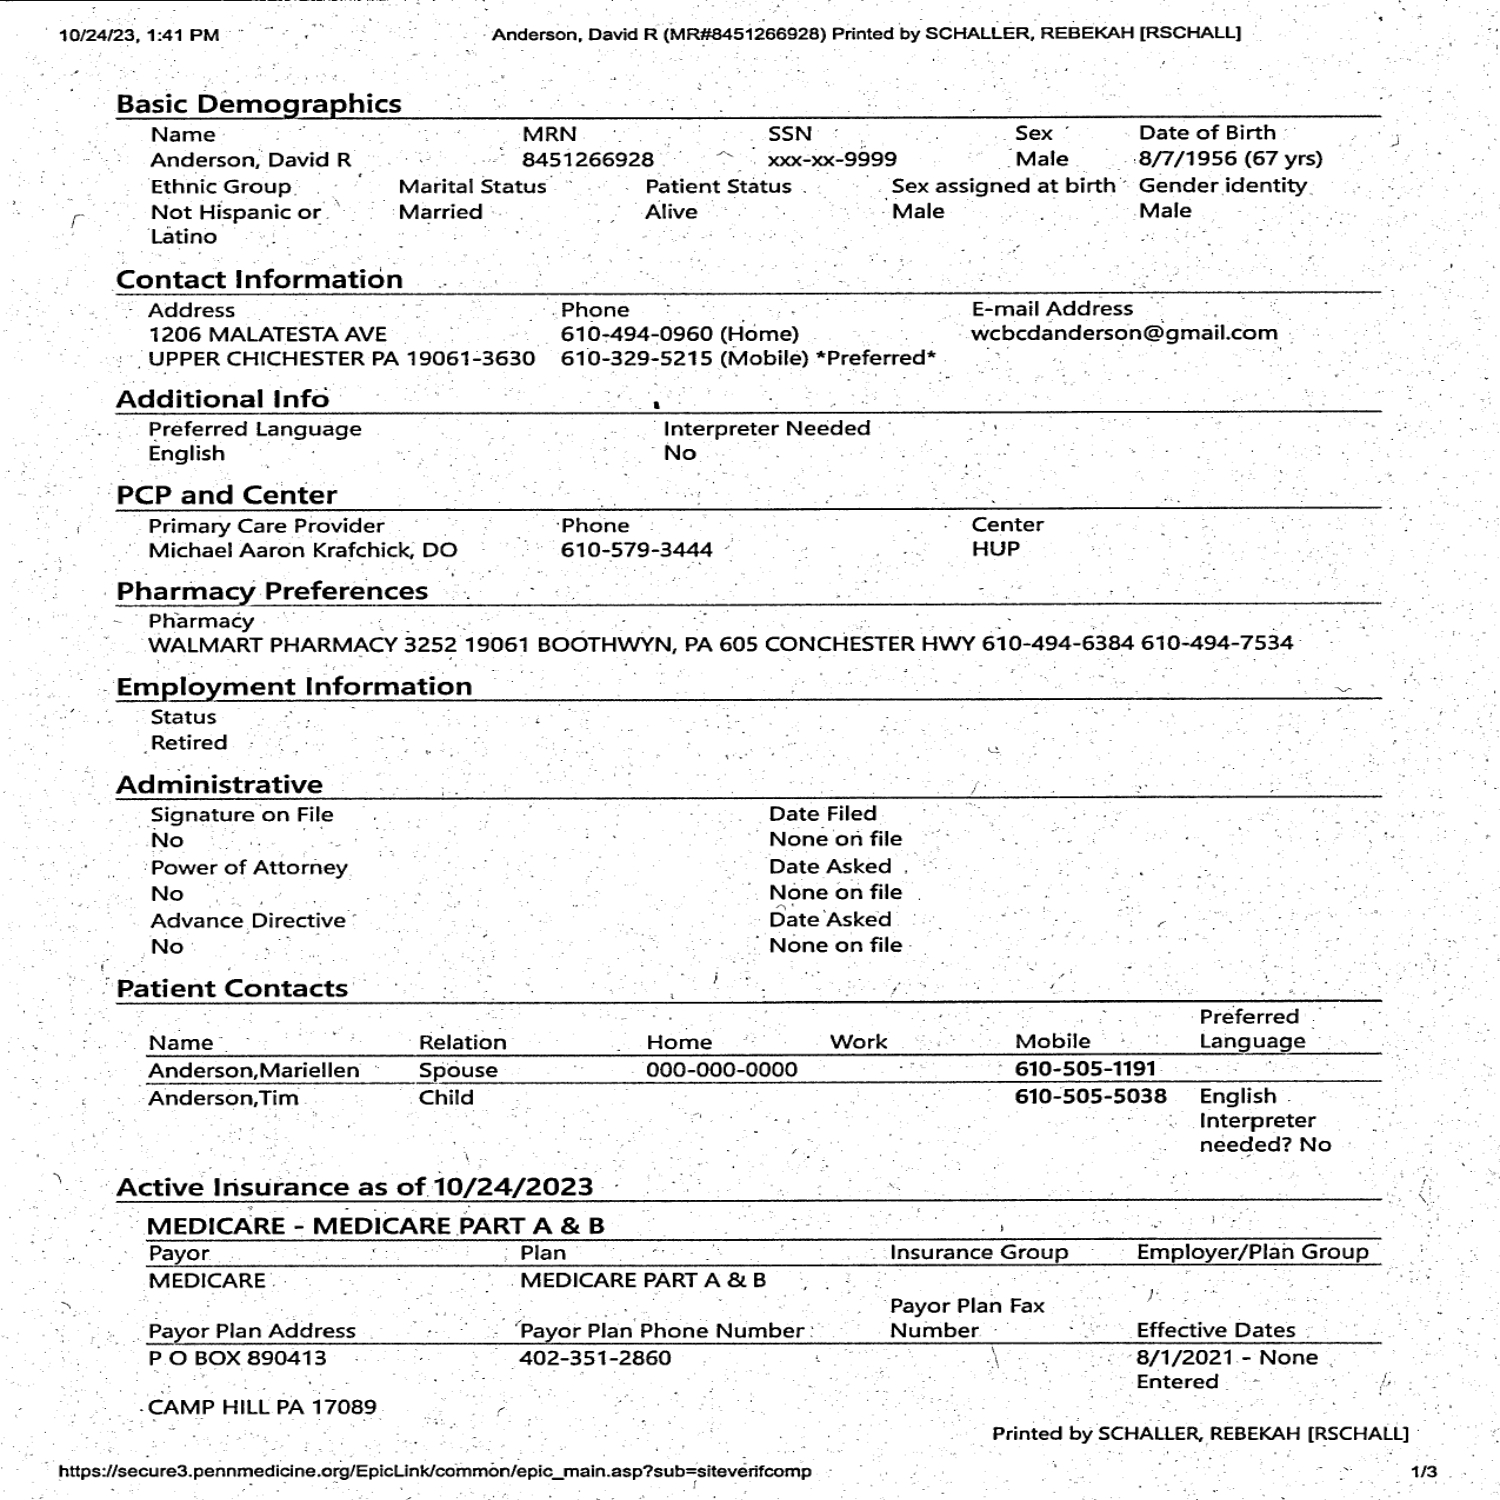 10/24/23, 1:41 PM Anderson, David R (MR#8451266928) Printed by SCHALLER, REBEKAH [RSCHALL]
Basic Demographics
Name MRN SSN Sex Date of Birth
Anderson, David R 8451266928 xxx-xx-9999 Male 8/7/1956 (67 yrs)
Ethnic Group Marital Status Patient Status Sex assigned at birth Gender identity
Not Hispanic or Married Alive Male Male
Latino
Contact Information
Address Phone E-mail Address
1206 MALATESTA AVE 610-494-0960 (Home) wcbcdanderson@gmail.com
UPPER CHICHESTER PA 19061-3630 610-329-5215 (Mobile) *Preferred*
Additional Info
Preferred Language Interpreter Needed
English No
PCP and Center
Primary Care Provider Phone Center
Michael Aaron Krafchick, DO 610-579-3444 HUP
Pharmacy Preferences
Pharmacy
WALMART PHARMACY 3252 19061 BOOTHWYN, PA 605 CONCHESTER HWY 610-494-6384 610-494-7534
Employment Information
Status
Retired
Administrative
Signature on File Date Filed
No None on file
Power of Attorney Date Asked
No None on file
Advance Directive Date Asked
No None on file
Patient Contacts
Preferred
Name Relation Home Work Mobile Language
Anderson,Mariellen Spouse 000-000-0000 610-505-1191
Anderson,Tim Child 610-505-5038 English
Interpreter
needed? No
Active Insurance as of 10/24/2023
MEDICARE - MEDICARE PART A & B
Payor Plan Insurance Group Employer/Plan Group
MEDICARE MEDICARE PART A & B
Payor Plan Fax
Payor Plan Address Payor Plan Phone Number Number Effective Dates
P O BOX 890413 402-351-2860 8/1/2021 - None
Entered
CAMP HILL PA 17089
Printed by SCHALLER, REBEKAH [RSCHALL]
https://secure3.pennmedicine.org/EpicLink/common/epic_main.asp?sub=siteverifcomp 1/3